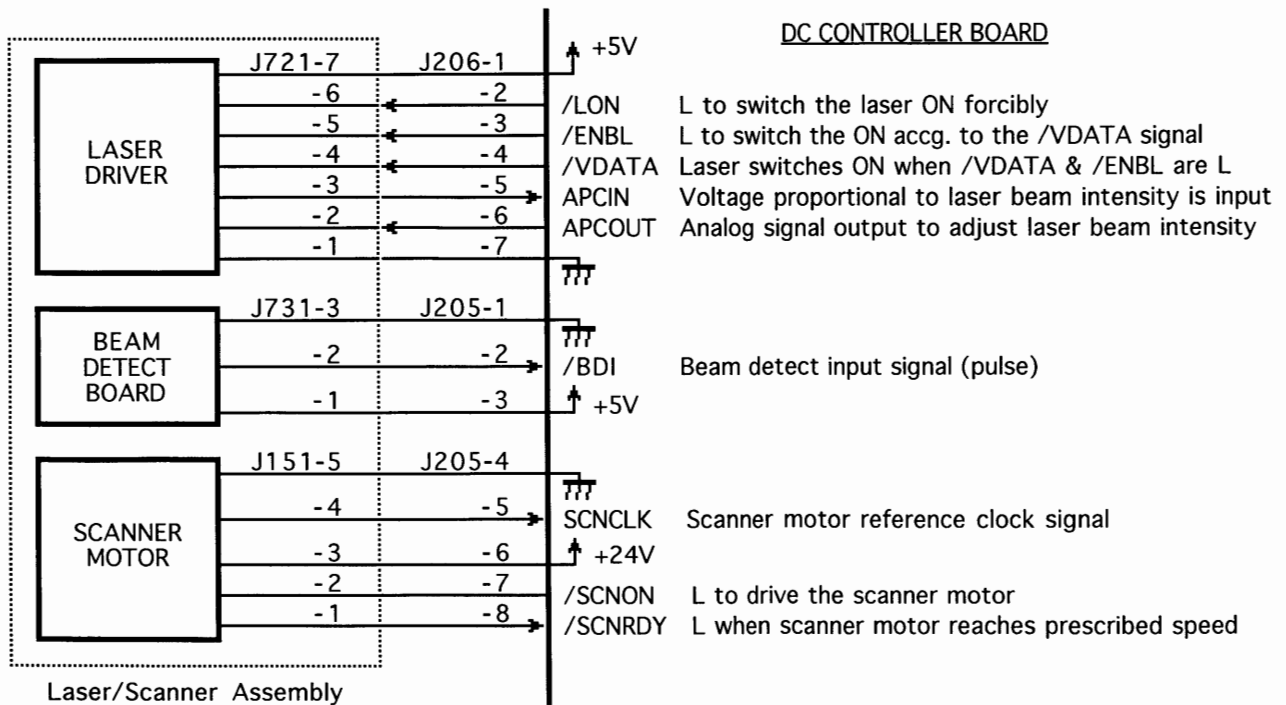 DC CONTROLLER BOARD
J721-7 J206-1 +5V
-6 -2 /LON L to switch the laser ON forcibly
-5 -3 /ENBL L to switch the ON accg. to the /VDATA signal
LASER DRIVER
-4 -4 /VDATA Laser switches ON when /VDATA & /ENBL are L
-3 -5 APCIN Voltage proportional to laser beam intensity is input
-2 -6 APCOUT Analog signal output to adjust laser beam intensity
-1 -7
J731-3 J205-1
BEAM DETECT BOARD
-2 -2 /BDI Beam detect input signal (pulse)
-1 -3 +5V
J151-5 J205-4
-4 -5 SCNCLK Scanner motor reference clock signal
SCANNER MOTOR
-3 -6 +24V
-2 -7 /SCNON L to drive the scanner motor
-1 -8 /SCNRDY L when scanner motor reaches prescribed speed
Laser/Scanner Assembly